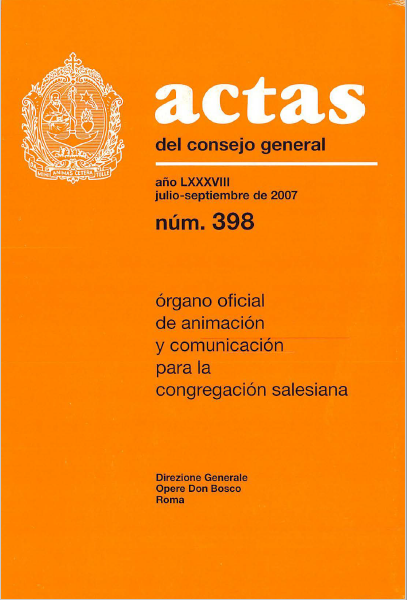 actas
del consejo general
año LXXXVIII
julio-septiembre de 2007
núm. 398
órgano oficial
de animación
y comunicación
para la
congregación salesiana
Direzione Generale
Opere Don Bosco
Roma